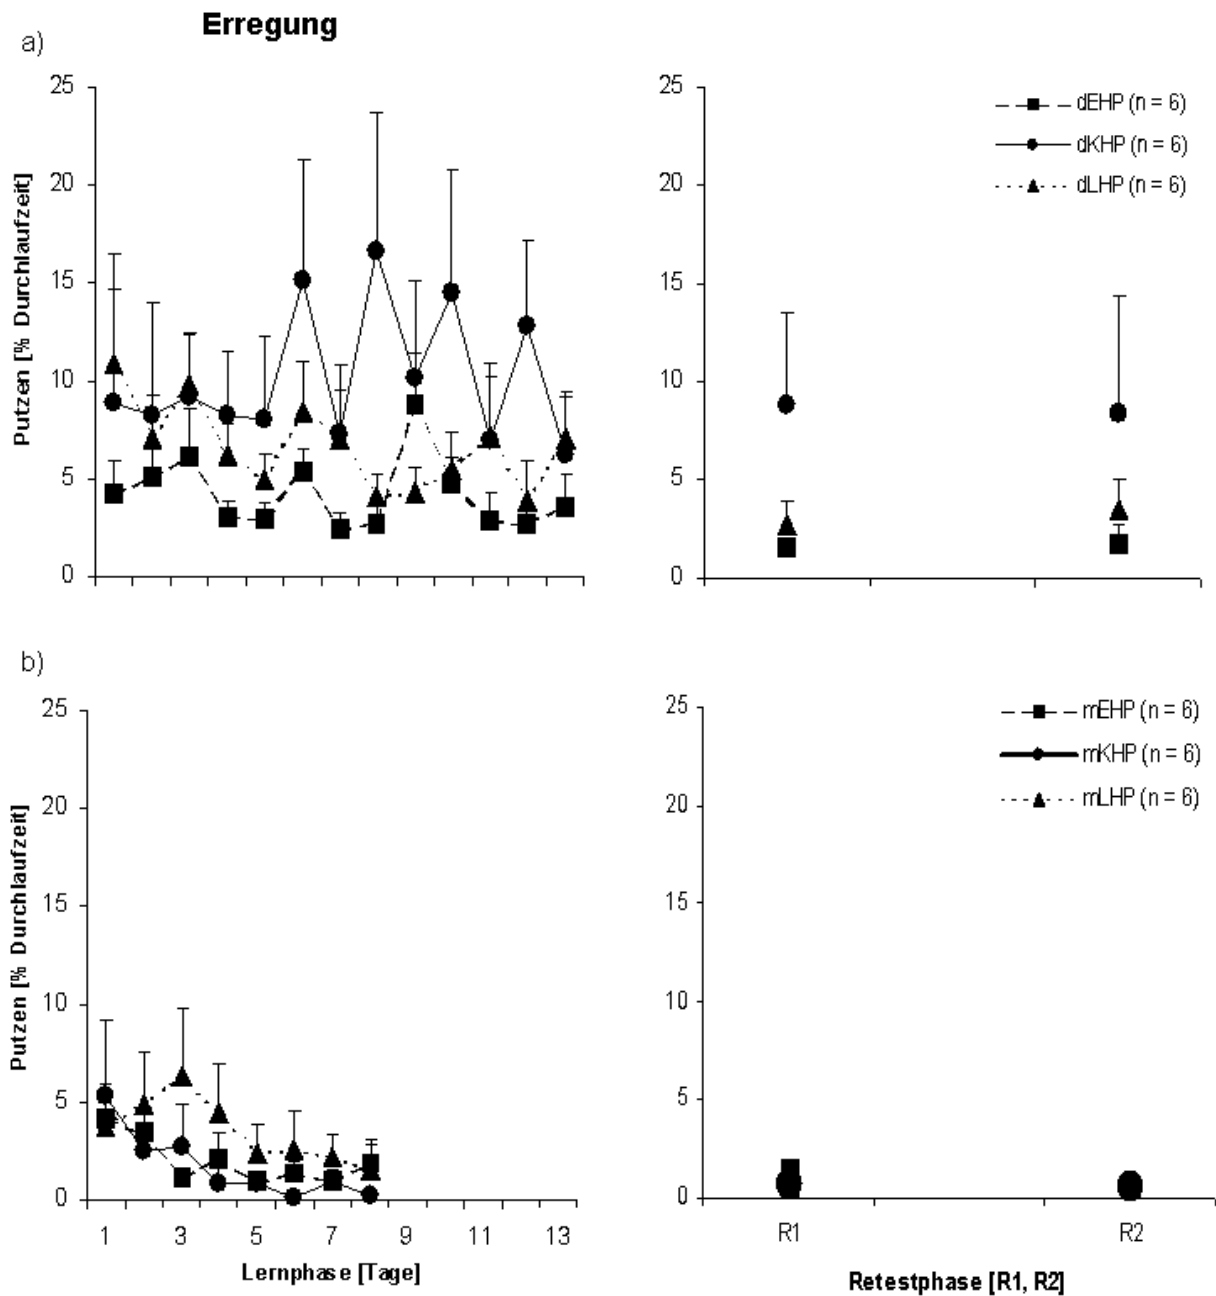 Erregung
a)
Putzen [% Durchlaufzeit]
25
20
15
10
5
0
25
20
15
10
5
0
dEHP (n = 6)
dKHP (n = 6)
dLHP (n = 6)
b)
Putzen [% Durchlaufzeit]
25
20
15
10
5
0
1 3 5 7 9 11 13
Lernphase [Tage]
25
20
15
10
5
0
mEHP (n = 6)
mKHP (n = 6)
mLHP (n = 6)
R1 R2
Retestphase [R1, R2]